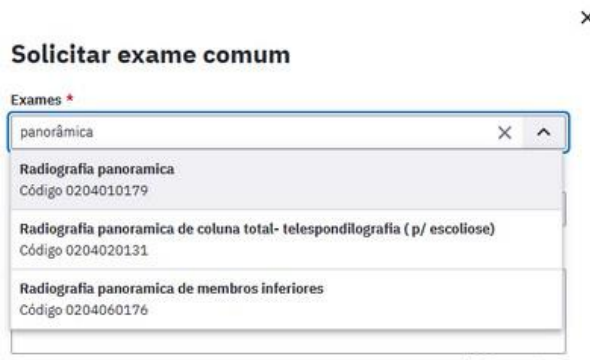 Solicitar exame comum
Exames *
panorâmica
Radiografia panoramica
Código 0204010179
Radiografia panoramica de coluna total- telespondilografia ( p/ escoliose)
Código 0204020131
Radiografia panoramica de membros inferiores
Código 0204060176